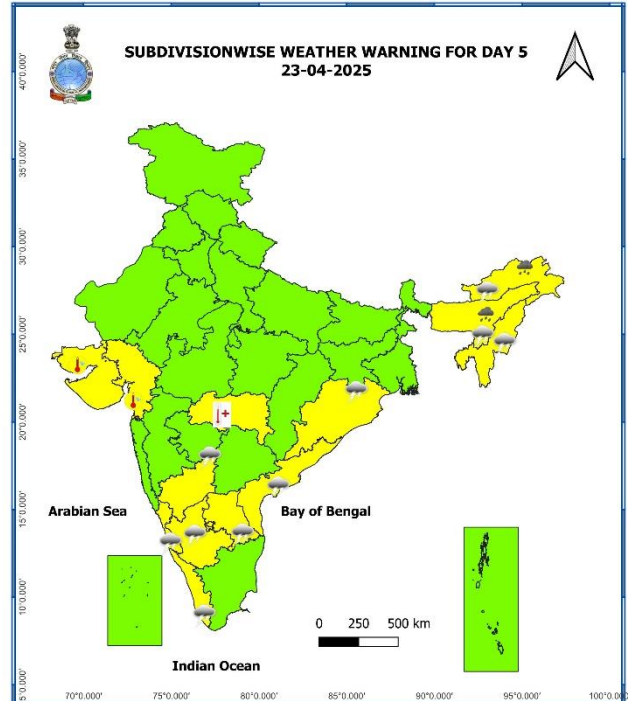 SUBDIVISIONWISE WEATHER WARNING FOR DAY 5
23-04-2025
40°0.000'
35°0.000'
30°0.000'
25°0.000'
20°0.000'
15°0.000'
10°0.000'
5°0.000'
Arabian Sea
Bay of Bengal
0 250 500 km
Indian Ocean
70°0.000' 75°0.000' 80°0.000' 85°0.000' 90°0.000' 95°0.000' 100°0.000'